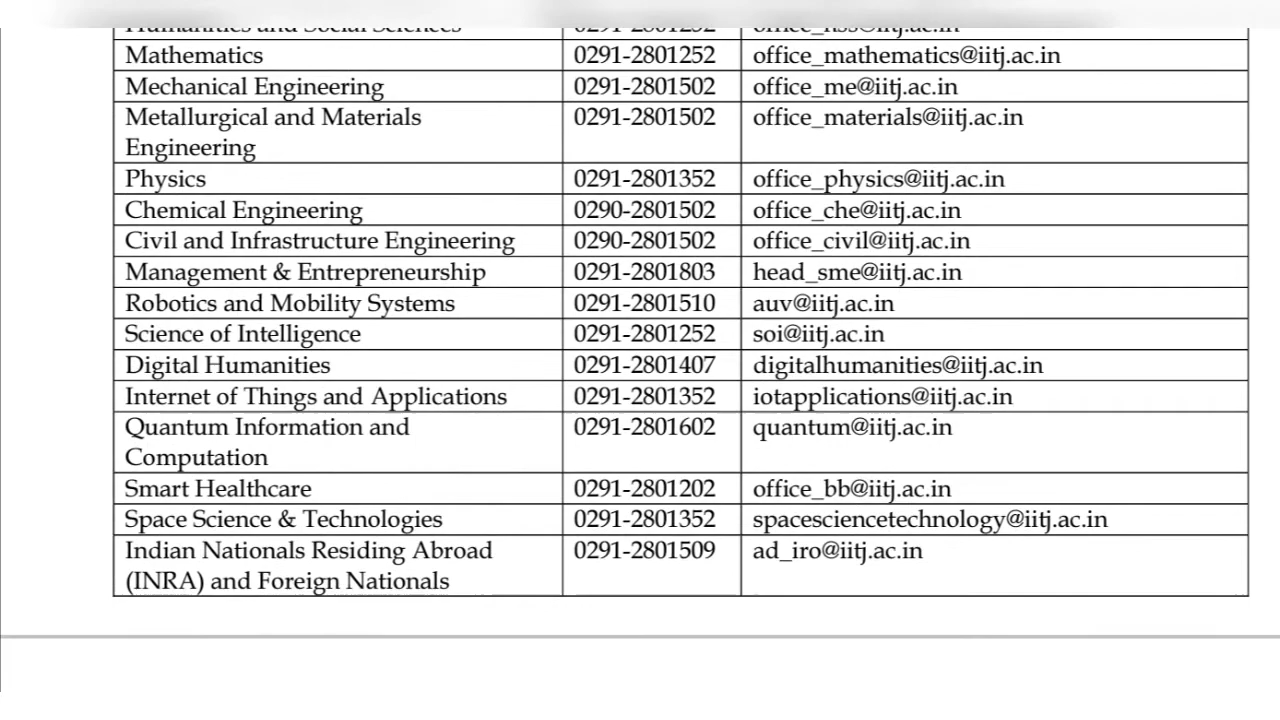 Mathematics 0291-2801252 office_mathematics@iitj.ac.in
Mechanical Engineering 0291-2801502 office_me@iitj.ac.in
Metallurgical and Materials 0291-2801502 office_materials@iitj.ac.in
Engineering
Physics 0291-2801352 office_physics@iitj.ac.in
Chemical Engineering 0290-2801502 office_che@iitj.ac.in
Civil and Infrastructure Engineering 0290-2801502 office_civil@iitj.ac.in
Management & Entrepreneurship 0291-2801803 head_sme@iitj.ac.in
Robotics and Mobility Systems 0291-2801510 auv@iitj.ac.in
Science of Intelligence 0291-2801252 soi@iitj.ac.in
Digital Humanities 0291-2801407 digitalhumanities@iitj.ac.in
Internet of Things and Applications 0291-2801352 iotapplications@iitj.ac.in
Quantum Information and 0291-2801602 quantum@iitj.ac.in
Computation
Smart Healthcare 0291-2801202 office_bb@iitj.ac.in
Space Science & Technologies 0291-2801352 spacesciencetechnology@iitj.ac.in
Indian Nationals Residing Abroad 0291-2801509 ad_iro@iitj.ac.in
(INRA) and Foreign Nationals